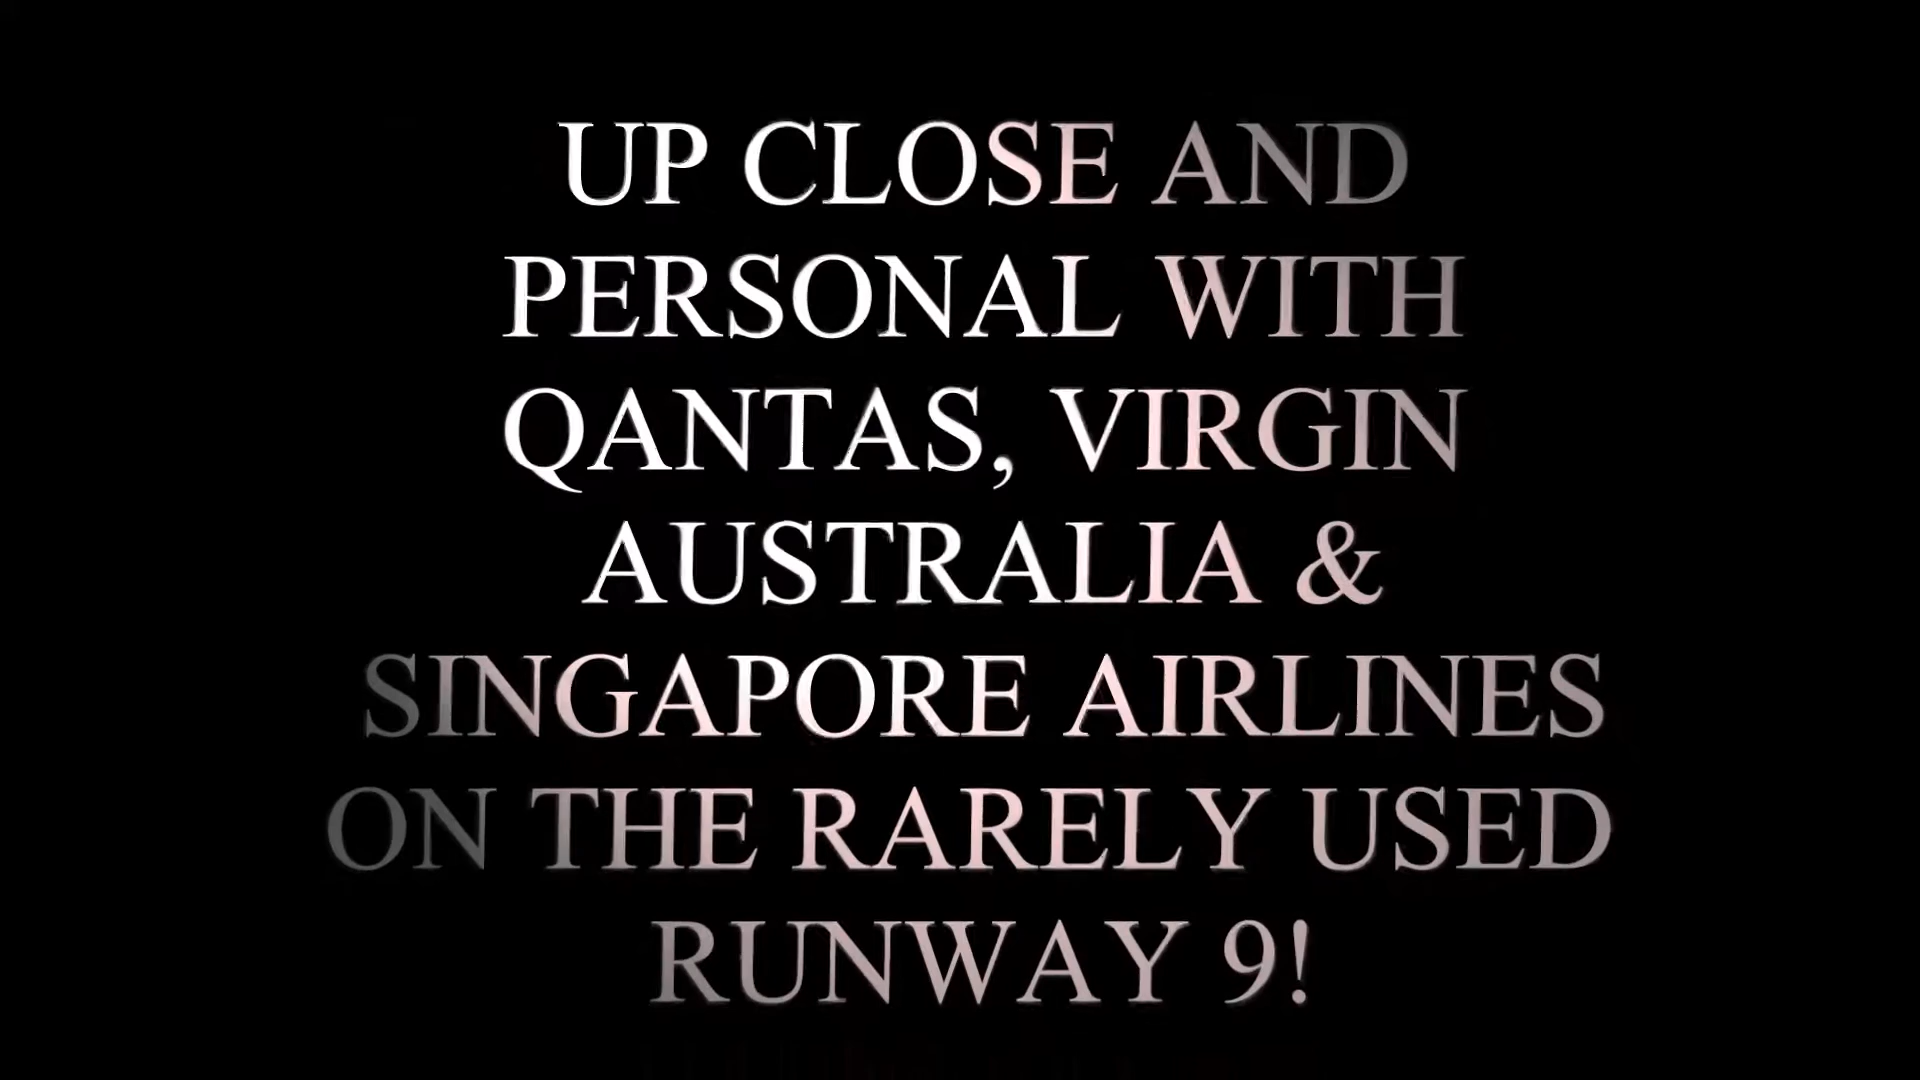 UP CLOSE AND
PERSONAL WITH
QANTAS, VIRGIN
AUSTRALIA &
SINGAPORE AIRLINES
ON THE RARELY USED
RUNWAY 9!